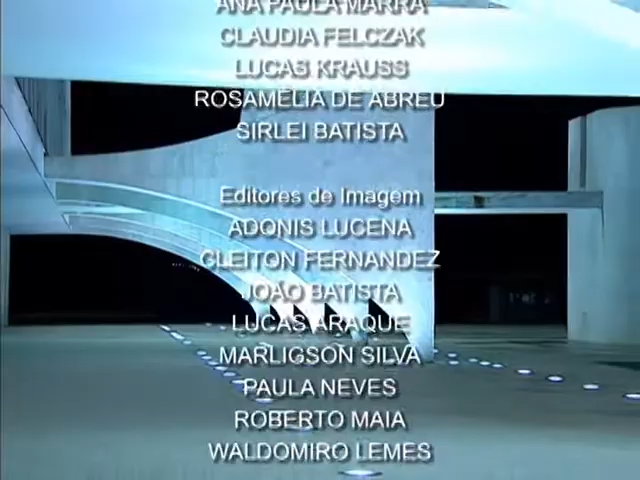 ANA PAULA MARRA
CLAUDIA FELCZAK
LUCAS KRAUSS
ROSAMÉLIA DE ABREU
SIRLEI BATISTA
Editores de Imagem
ADONIS LUCENA
CLEITON FERNANDEZ
JOÃO BATISTA
LUCAS ARAQUE
MARLIGSON SILVA
PAULA NEVES
ROBERTO MAIA
WALDOMIRO LEMES